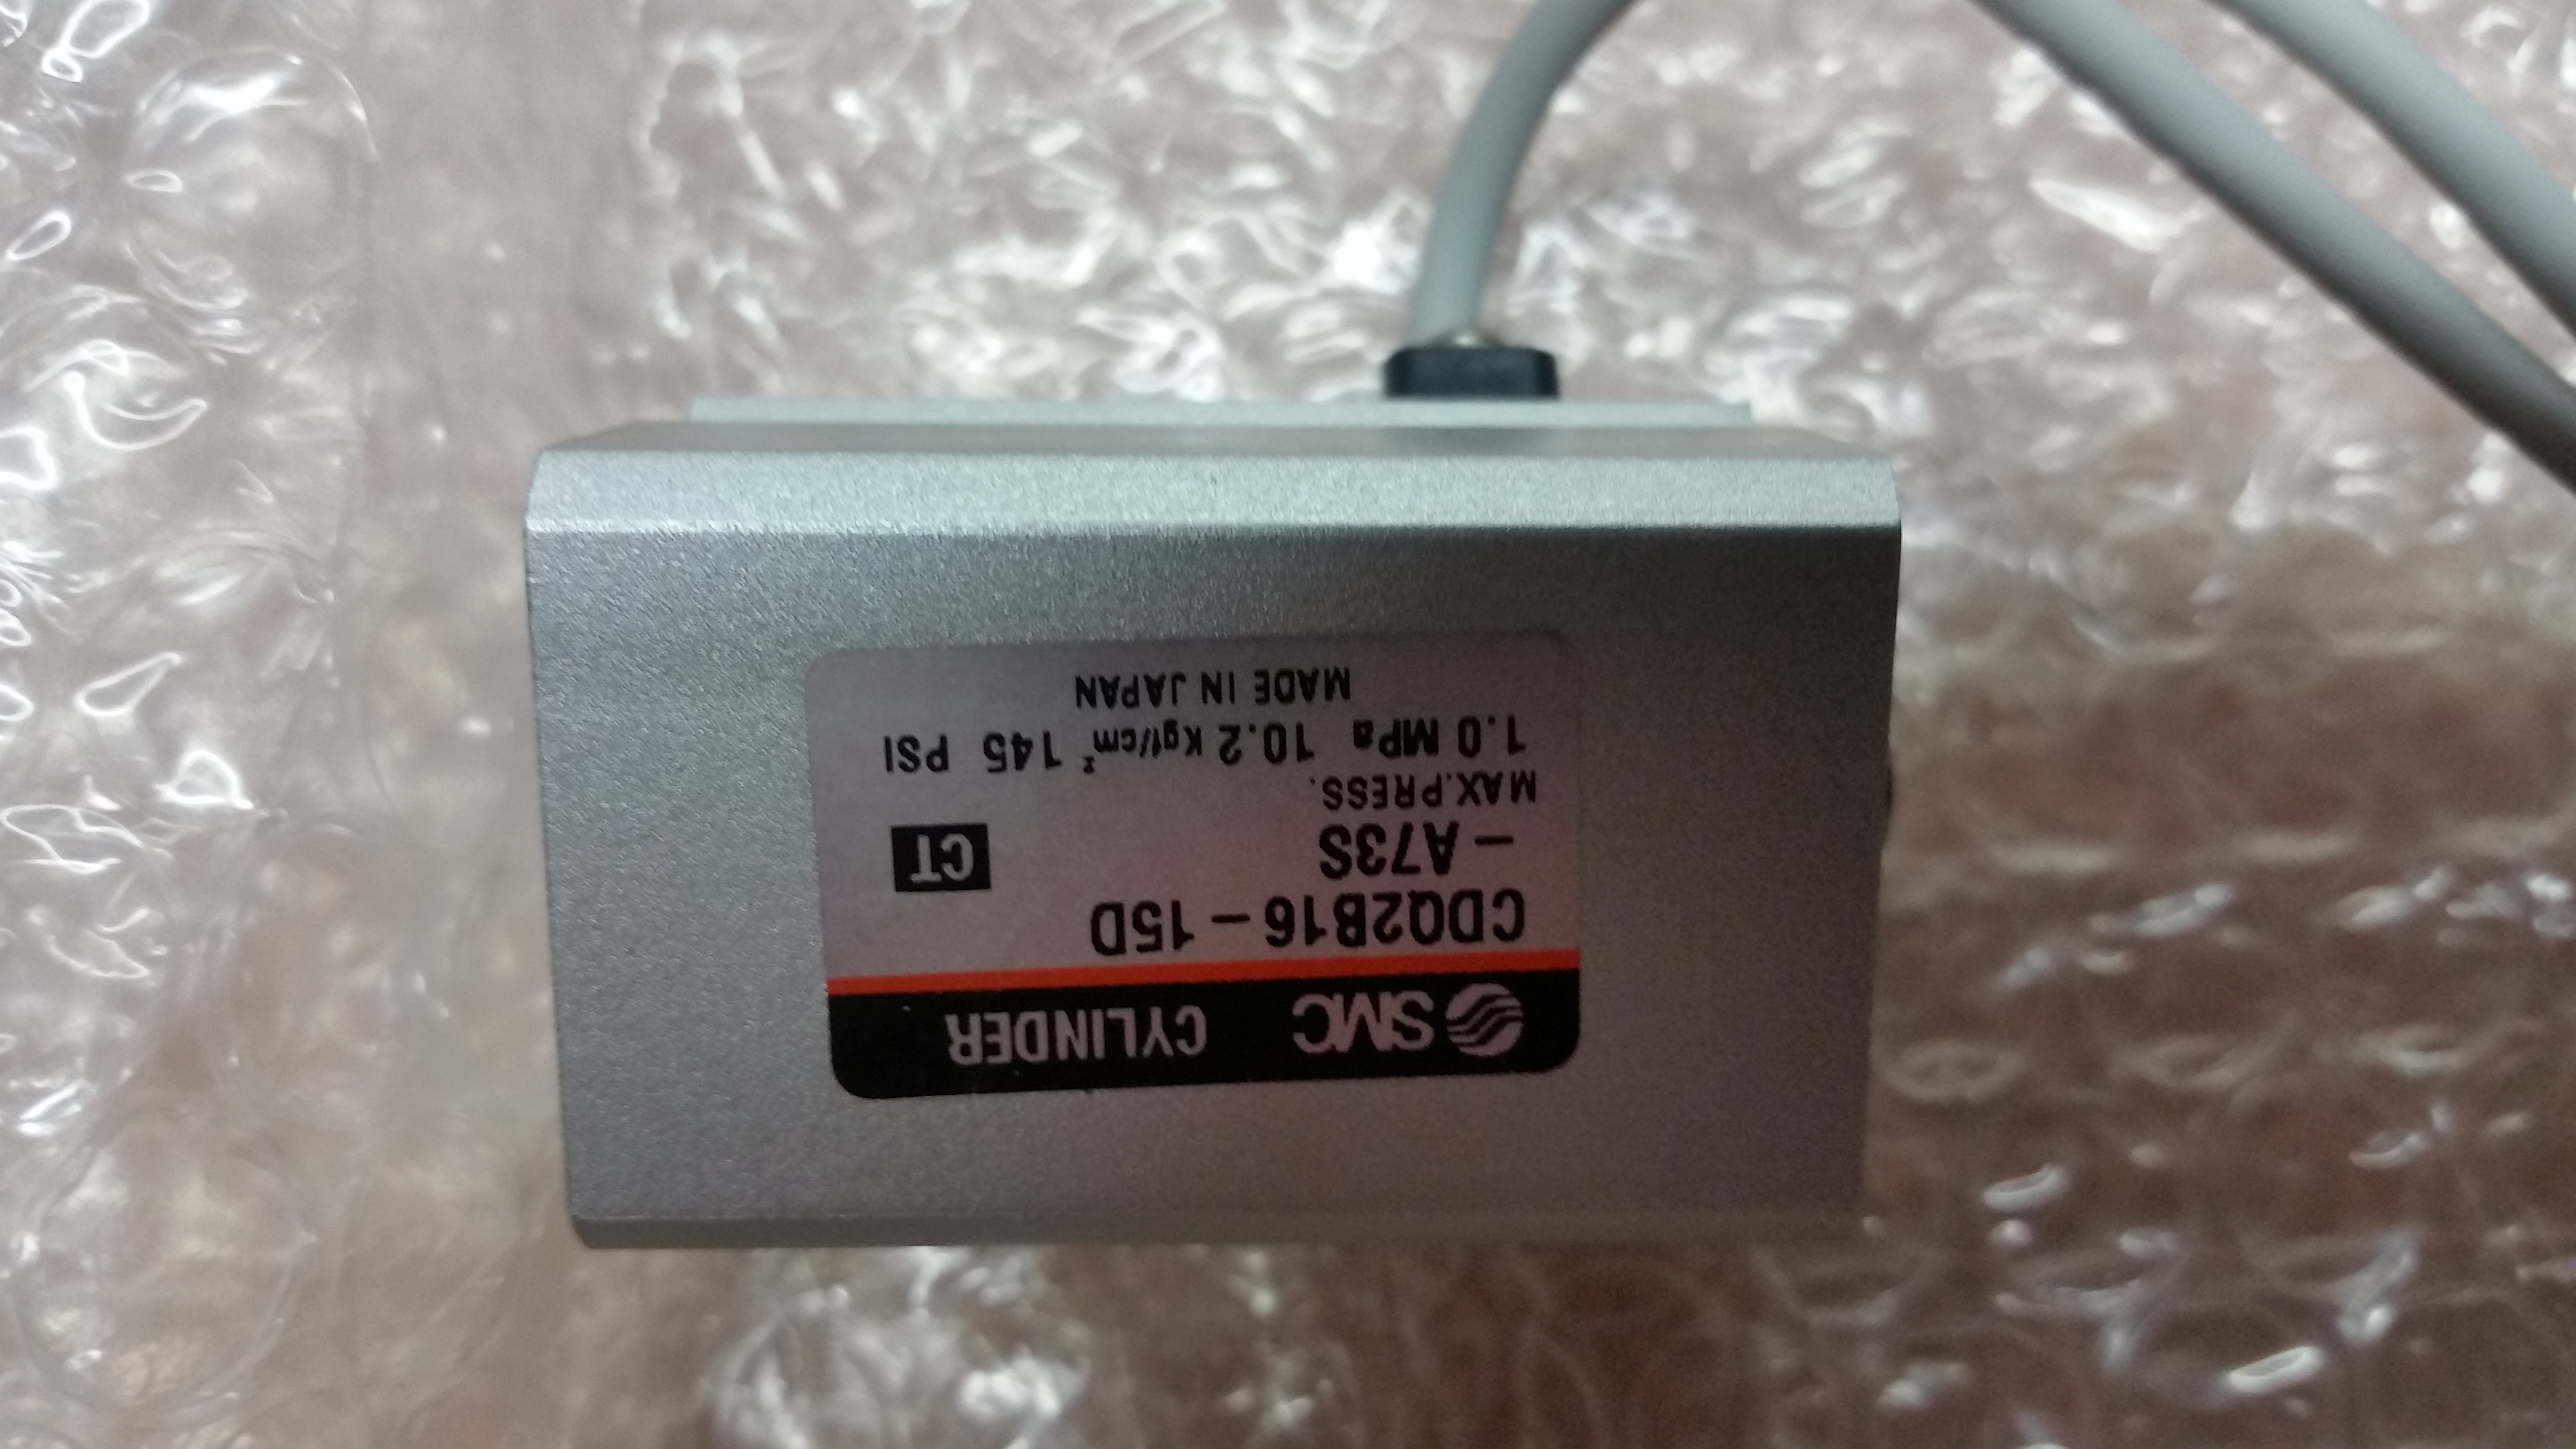 SMC CYLINDER
CDQ2B16-15D
-A73S CT
MAX.PRESS.
1.0 MPa 10.2 kgf/cm² 145 PSI
MADE IN JAPAN